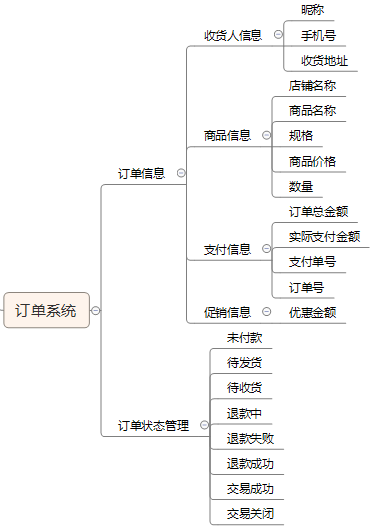 订单系统
订单信息
收货人信息
昵称
手机号
收货地址
商品信息
店铺名称
商品名称
规格
商品价格
数量
支付信息
订单总金额
实际支付金额
支付单号
订单号
促销信息
优惠金额
订单状态管理
未付款
待发货
待收货
退款中
退款失败
退款成功
交易成功
交易关闭